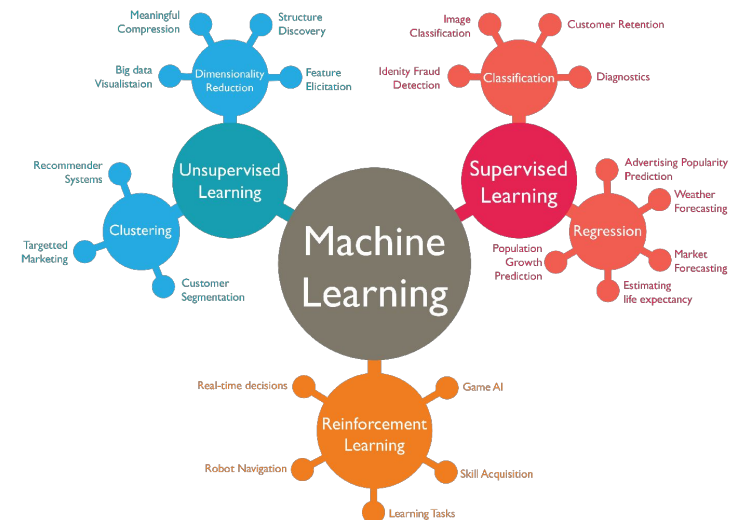 Machine
Learning
Unsupervised
Learning
Dimensionality
Reduction
Meaningful
Compression
Structure
Discovery
Big data
Visualistaion
Feature
Elicitation
Clustering
Recommender
Systems
Targetted
Marketing
Customer
Segmentation
Supervised
Learning
Classification
Image
Classification
Customer Retention
Idenity Fraud
Detection
Diagnostics
Regression
Advertising Popularity
Prediction
Weather
Forecasting
Population
Growth
Prediction
Market
Forecasting
Estimating
life expectancy
Reinforcement
Learning
Real-time decisions
Game AI
Robot Navigation
Skill Acquisition
Learning Tasks